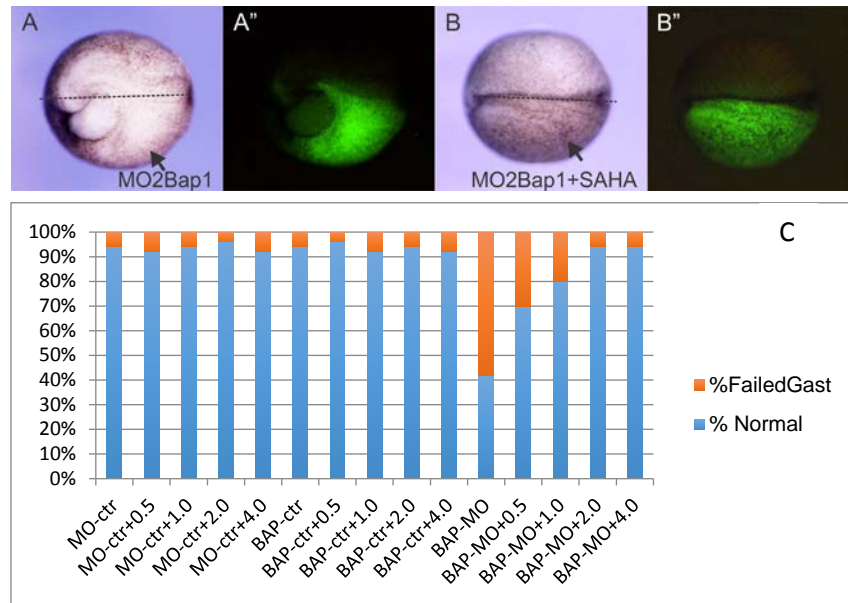 A
A"
B
B"
MO2Bap1
MO2Bap1+SAHA
C
100%
90%
80%
70%
60%
50%
40%
30%
20%
10%
0%
%FailedGast
% Normal
MO-ctr
MO-ctr+0.5
MO-ctr+1.0
MO-ctr+2.0
MO-ctr+4.0
BAP-ctr
BAP-ctr+0.5
BAP-ctr+1.0
BAP-ctr+2.0
BAP-ctr+4.0
BAP-MO
BAP-MO+0.5
BAP-MO+1.0
BAP-MO+2.0
BAP-MO+4.0